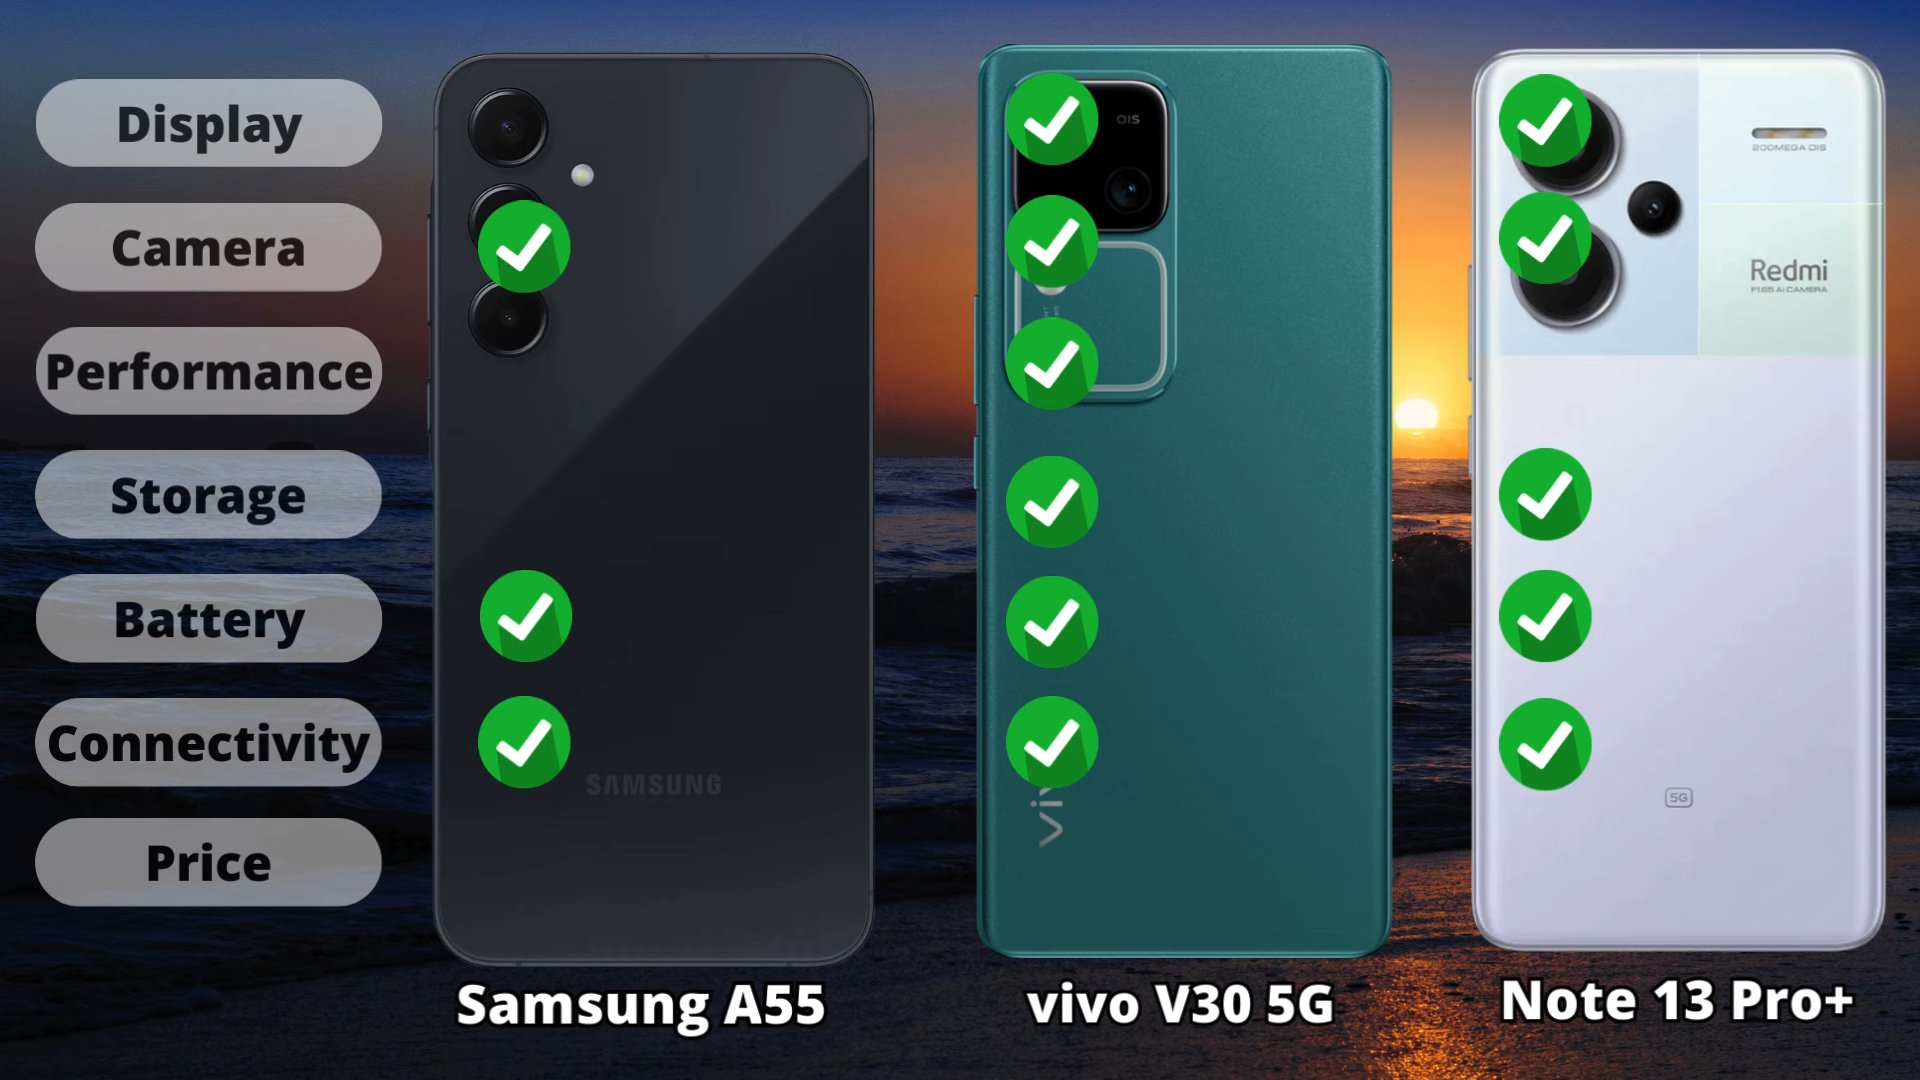 Display
Camera
Performance
Storage
Battery
Connectivity
Price
SAMSUNG
Samsung A55
OIS
vivo V30 5G
200MEGA OIS
Redmi
F1.65 AI CAMERA
5G
Note 13 Pro+